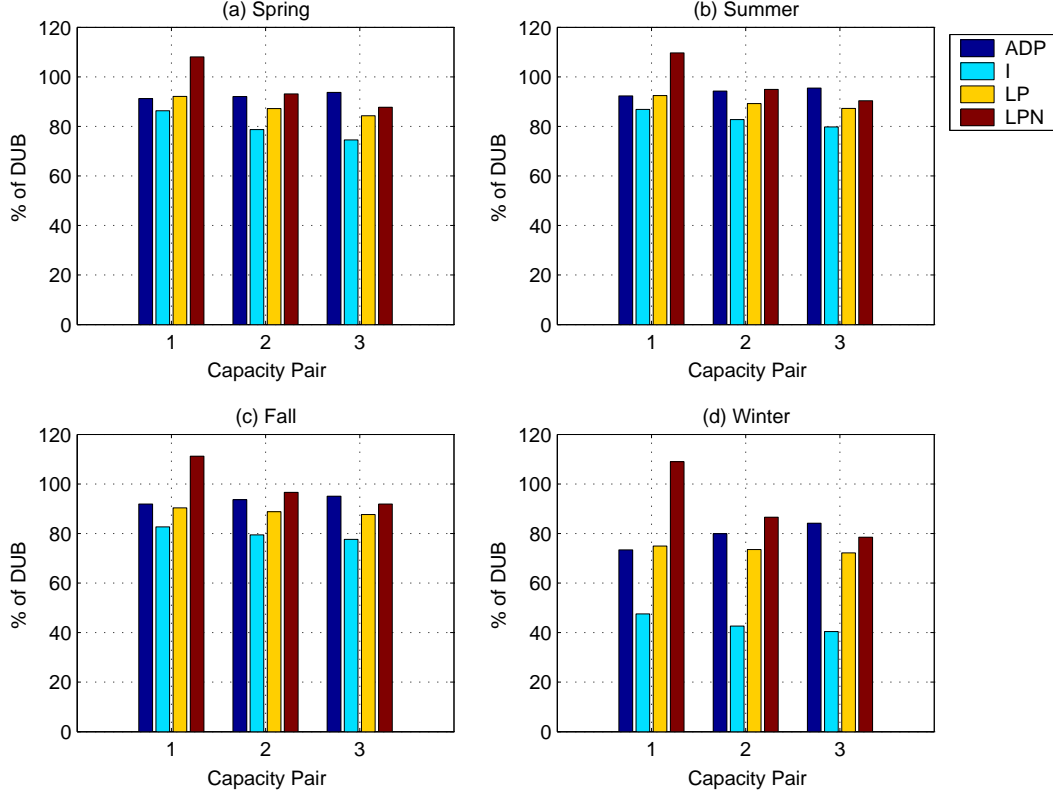 (a) Spring
120
100
80
60
40
20
0
% of DUB
1 2 3
Capacity Pair
(b) Summer
120
100
80
60
40
20
0
% of DUB
1 2 3
Capacity Pair
ADP
I
LP
LPN
(c) Fall
120
100
80
60
40
20
0
% of DUB
1 2 3
Capacity Pair
(d) Winter
120
100
80
60
40
20
0
% of DUB
1 2 3
Capacity Pair